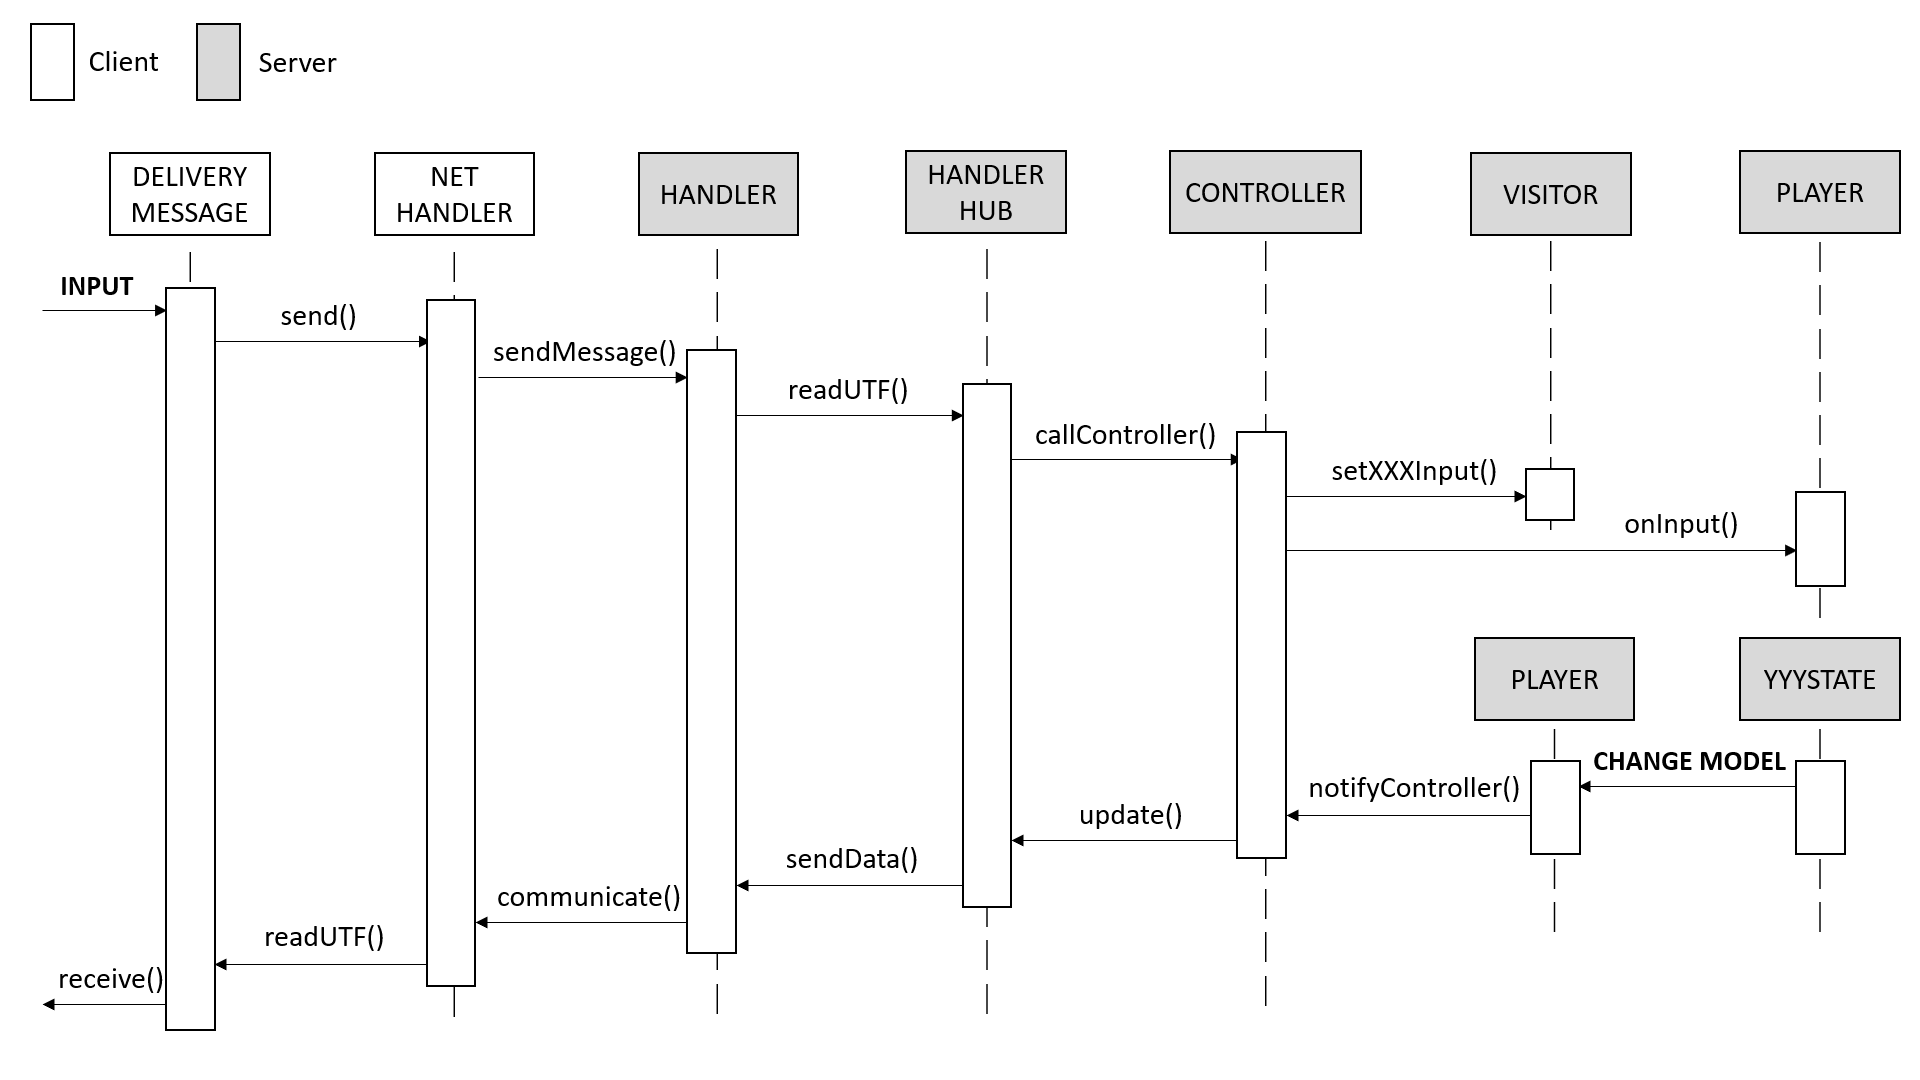 Client
Server
DELIVERY
MESSAGE
NET
HANDLER
HANDLER
HANDLER
HUB
CONTROLLER
VISITOR
PLAYER
INPUT
send()
sendMessage()
readUTF()
callController()
setXXXInput()
onInput()
PLAYER
YYYSTATE
CHANGE MODEL
notifyController()
update()
sendData()
communicate()
readUTF()
receive()